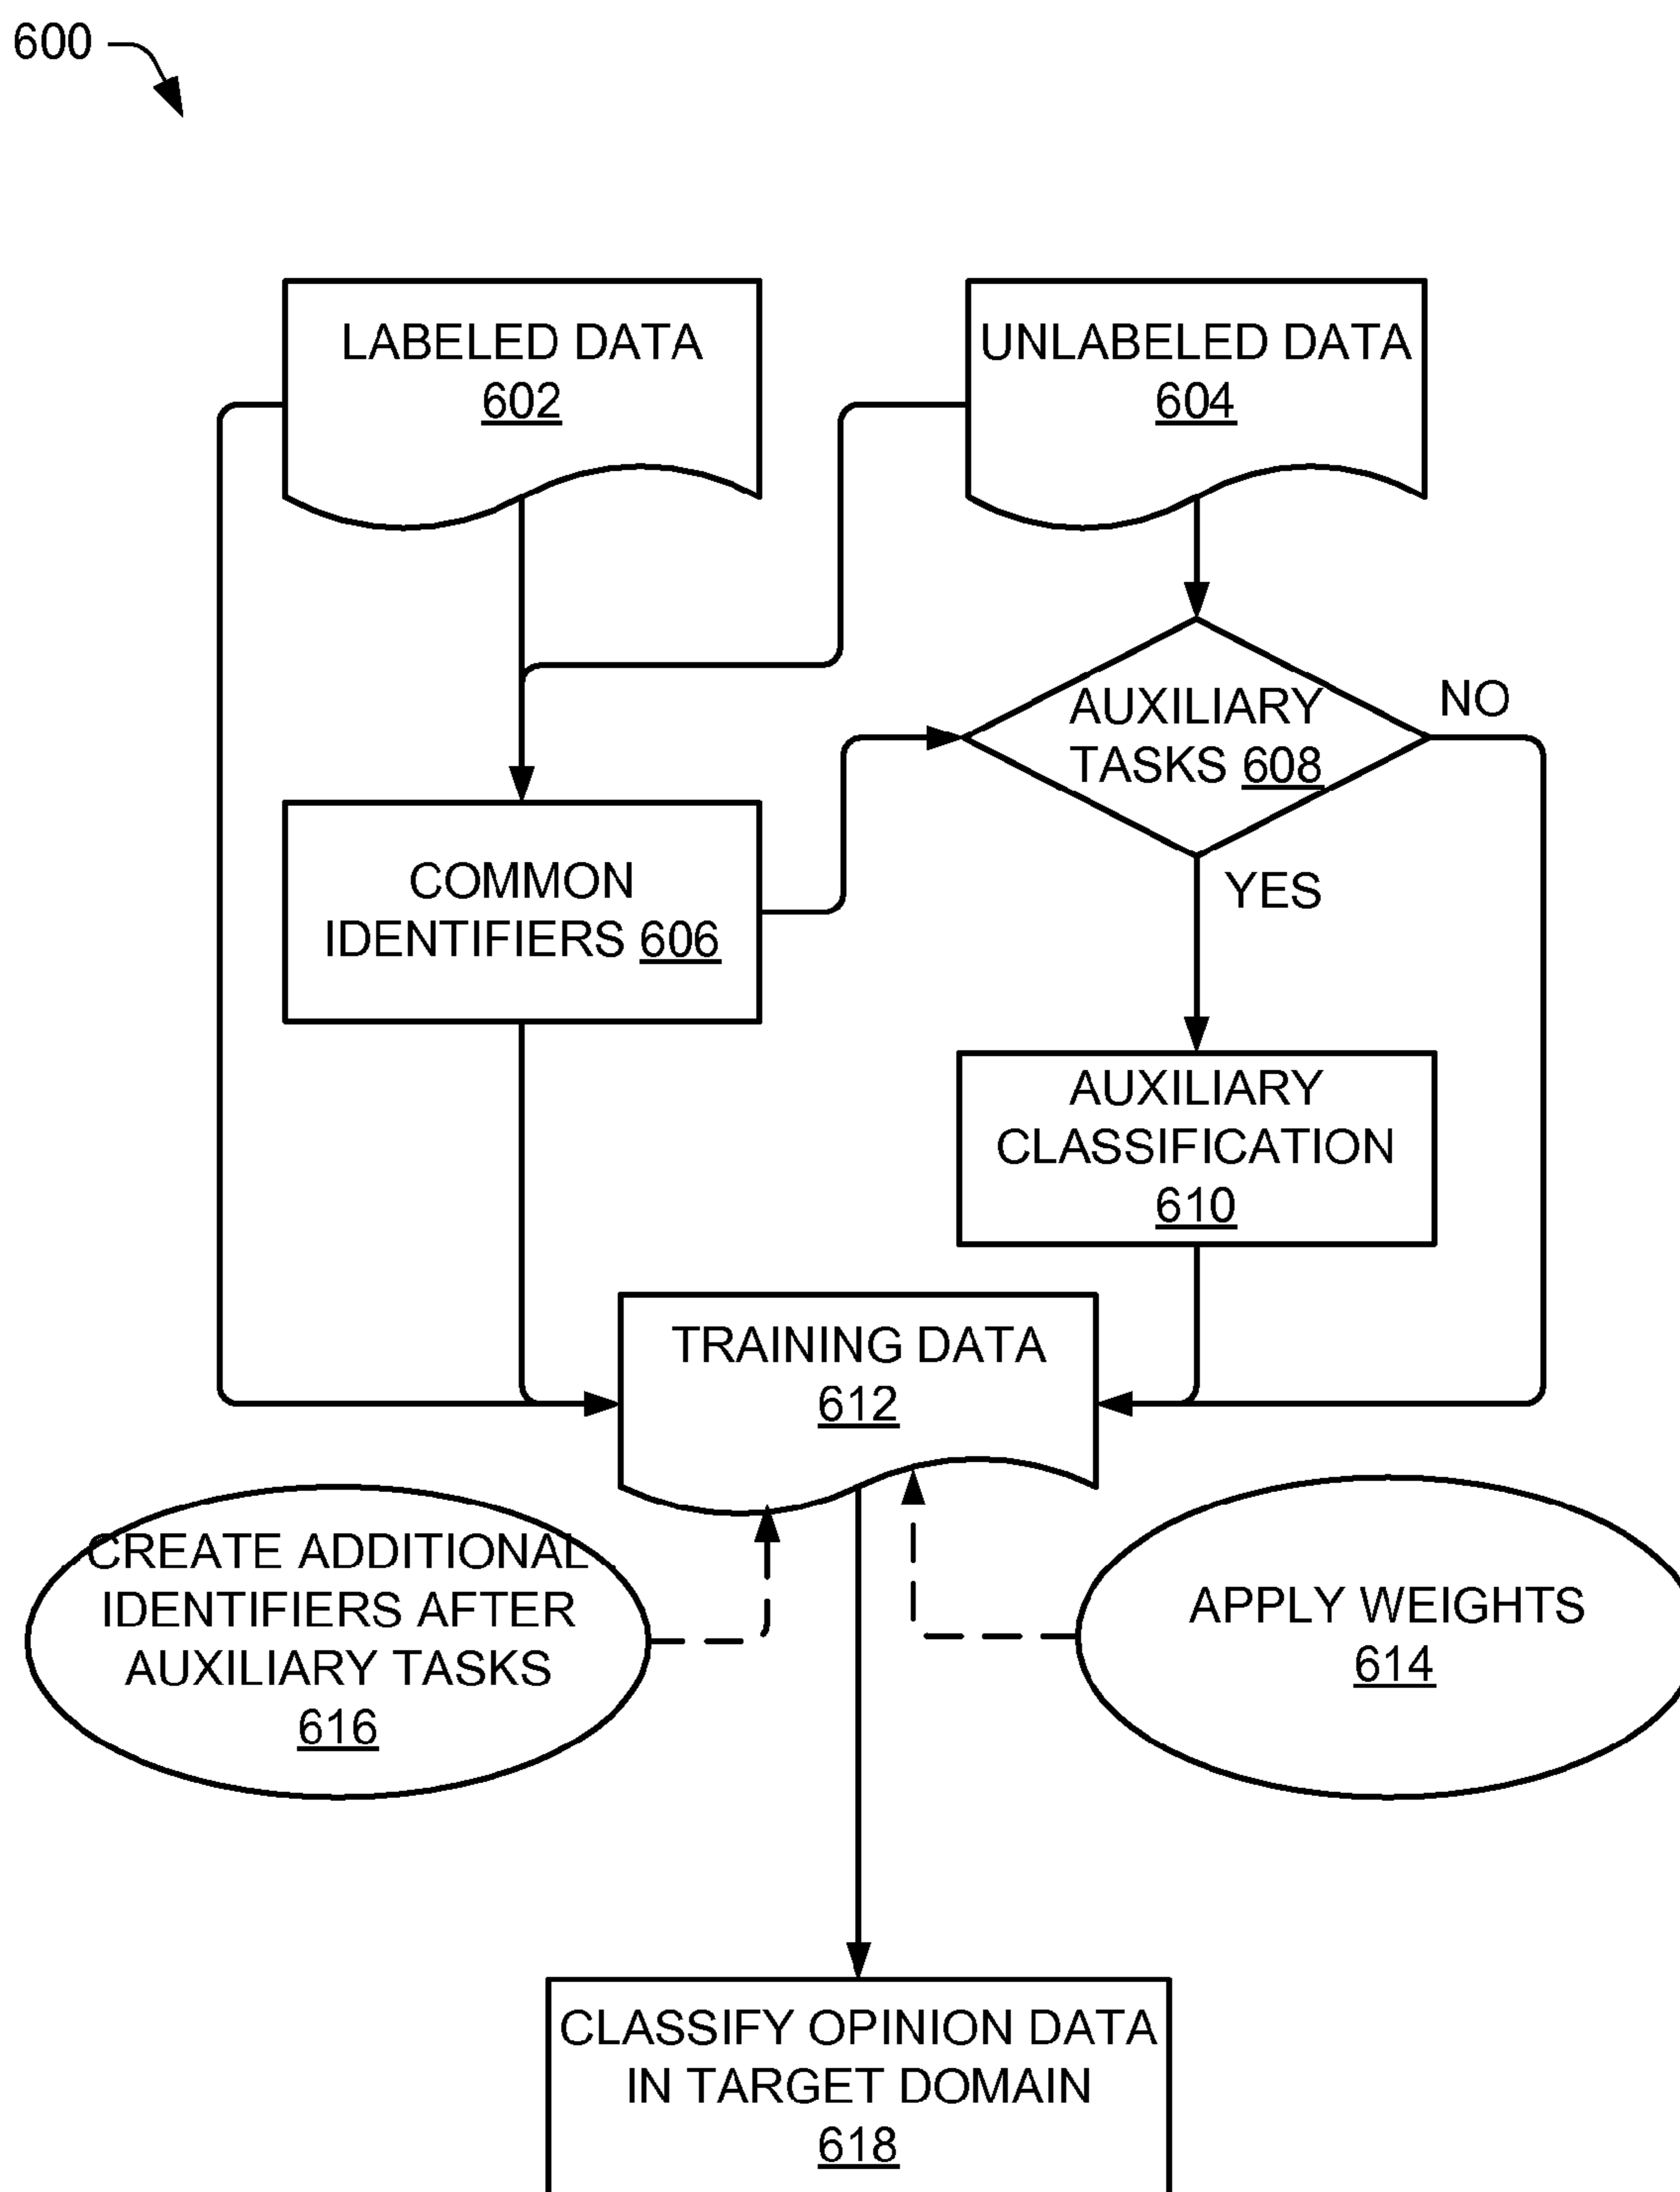 600
LABELED DATA
602
UNLABELED DATA
604
AUXILIARY
TASKS 608
NO
YES
COMMON
IDENTIFIERS 606
AUXILIARY
CLASSIFICATION
610
TRAINING DATA
612
CREATE ADDITIONAL
IDENTIFIERS AFTER
AUXILIARY TASKS
616
APPLY WEIGHTS
614
CLASSIFY OPINION DATA
IN TARGET DOMAIN
618